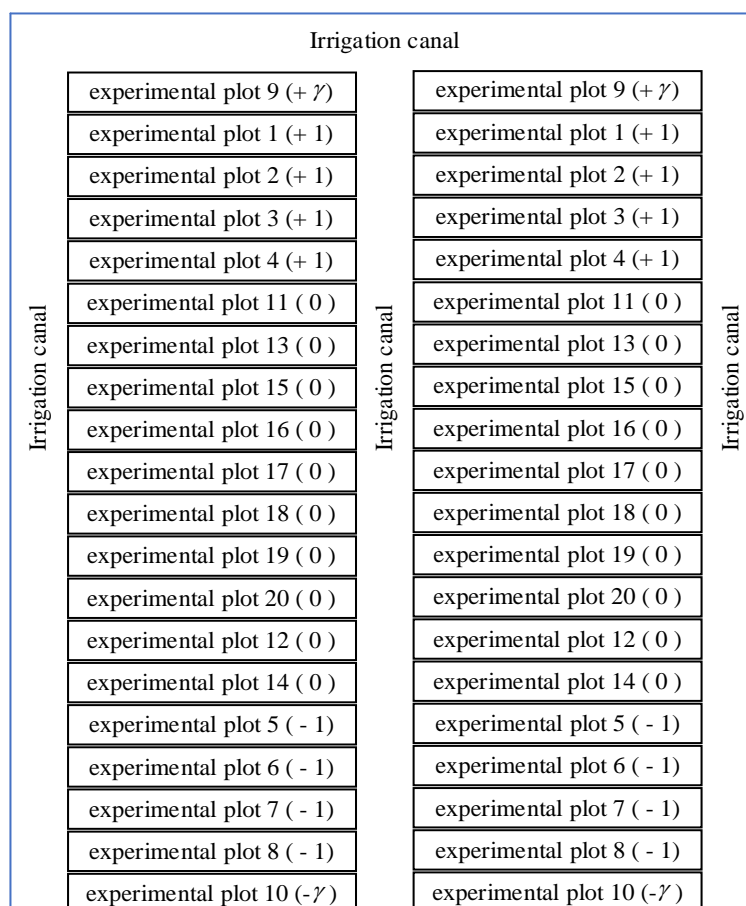 Irrigation canal
experimental plot 9 (+ γ)
experimental plot 1 (+ 1)
experimental plot 2 (+ 1)
experimental plot 3 (+ 1)
experimental plot 4 (+ 1)
experimental plot 11 ( 0 )
experimental plot 13 ( 0 )
experimental plot 15 ( 0 )
experimental plot 16 ( 0 )
experimental plot 17 ( 0 )
experimental plot 18 ( 0 )
experimental plot 19 ( 0 )
experimental plot 20 ( 0 )
experimental plot 12 ( 0 )
experimental plot 14 ( 0 )
experimental plot 5 ( - 1)
experimental plot 6 ( - 1)
experimental plot 7 ( - 1)
experimental plot 8 ( - 1)
experimental plot 10 (-γ)
experimental plot 9 (+ γ)
experimental plot 1 (+ 1)
experimental plot 2 (+ 1)
experimental plot 3 (+ 1)
experimental plot 4 (+ 1)
experimental plot 11 ( 0 )
experimental plot 13 ( 0 )
experimental plot 15 ( 0 )
experimental plot 16 ( 0 )
experimental plot 17 ( 0 )
experimental plot 18 ( 0 )
experimental plot 19 ( 0 )
experimental plot 20 ( 0 )
experimental plot 12 ( 0 )
experimental plot 14 ( 0 )
experimental plot 5 ( - 1)
experimental plot 6 ( - 1)
experimental plot 7 ( - 1)
experimental plot 8 ( - 1)
experimental plot 10 (-γ)
Irrigation canal
Irrigation canal
Irrigation canal